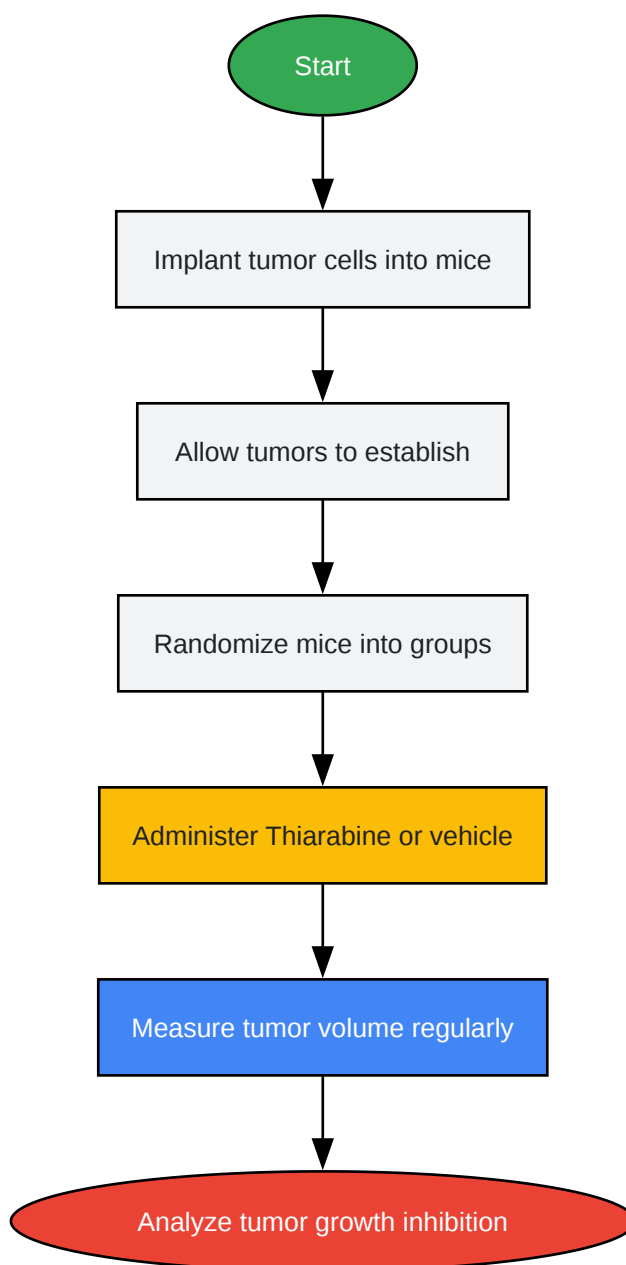 Start
Implant tumor cells into mice
Allow tumors to establish
Randomize mice into groups
Administer Thiarabine or vehicle
Measure tumor volume regularly
Analyze tumor growth inhibition